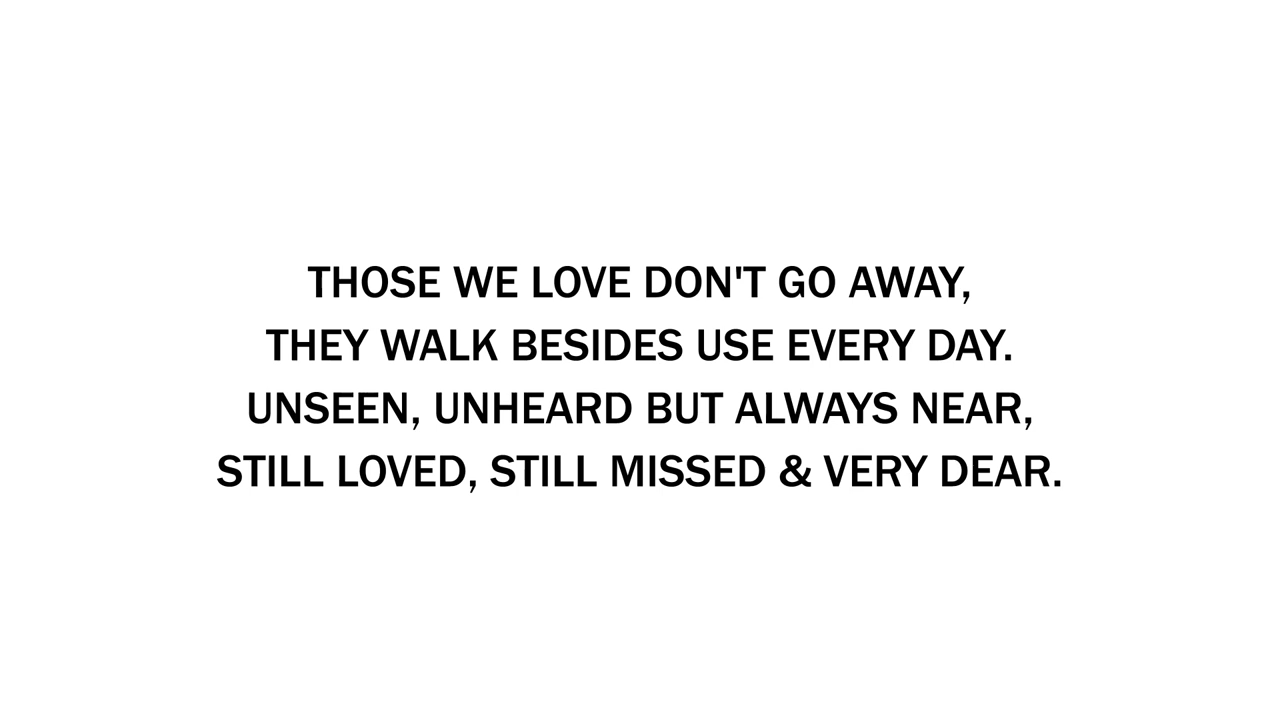 THOSE WE LOVE DON'T GO AWAY,
THEY WALK BESIDES USE EVERY DAY.
UNSEEN, UNHEARD BUT ALWAYS NEAR,
STILL LOVED, STILL MISSED & VERY DEAR.